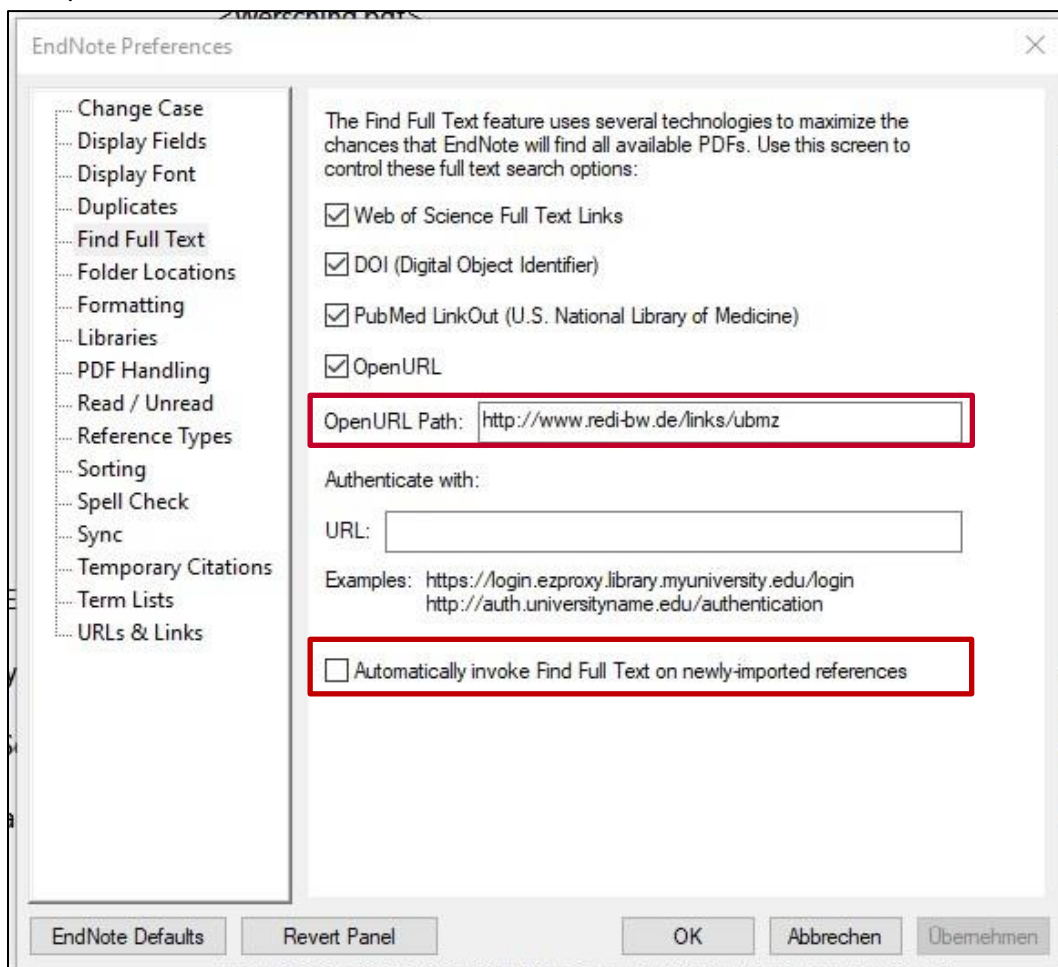 <wersching.pdf>
EndNote Preferences
Change Case
Display Fields
Display Font
Duplicates
Find Full Text
Folder Locations
Formatting
Libraries
PDF Handling
Read / Unread
Reference Types
Sorting
Spell Check
Sync
Temporary Citations
Term Lists
URLs & Links
The Find Full Text feature uses several technologies to maximize the
chances that EndNote will find all available PDFs. Use this screen to
control these full text search options:
Web of Science Full Text Links
DOI (Digital Object Identifier)
PubMed LinkOut (U.S. National Library of Medicine)
OpenURL
OpenURL Path: http://www.redi-bw.de/links/ubmz
Authenticate with:
URL:
Examples: https://login.ezproxy.library.myuniversity.edu/login
http://auth.universityname.edu/authentication
Automatically invoke Find Full Text on newly-imported references
EndNote Defaults Revert Panel OK Abbrechen Übernehmen